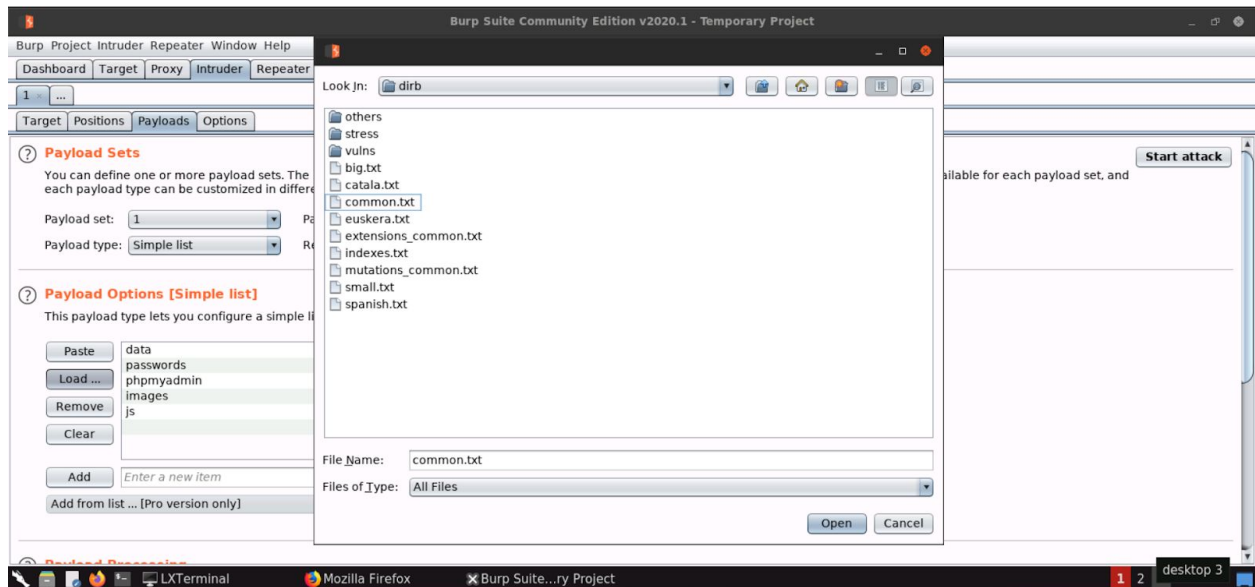 Burp Suite Community Edition v2020.1 - Temporary Project
Burp Project Intruder Repeater Window Help
Dashboard Target Proxy Intruder Repeater
1 × ...
Target Positions Payloads Options
? Payload Sets
Start attack
You can define one or more payload sets. The
ailable for each payload set, and
each payload type can be customized in differe
Payload set: 1
Pa
Payload type: Simple list
Re
? Payload Options [Simple list]
This payload type lets you configure a simple li
Paste
Load ...
Remove
Clear
data
passwords
phpmyadmin
images
js
Add Enter a new item
Add from list ... [Pro version only]
? Payload Processing
Look In: dirb
others
stress
vulns
big.txt
catala.txt
common.txt
euskera.txt
extensions_common.txt
indexes.txt
mutations_common.txt
small.txt
spanish.txt
File Name: common.txt
Files of Type: All Files
Open Cancel
LXTerminal Mozilla Firefox Burp Suite...ry Project 1 2
desktop 3